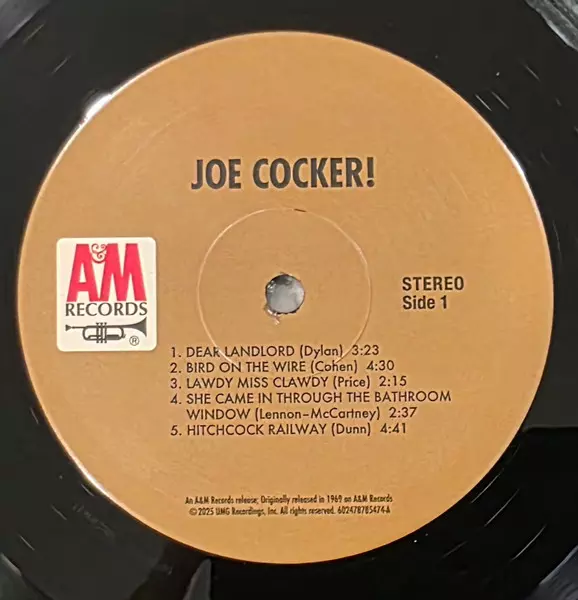 JOE COCKER!
A&M
RECORDS
®
STEREO
Side 1
1. DEAR LANDLORD (Dylan) 3:23
2. BIRD ON THE WIRE (Cohen) 4:30
3. LAWDY MISS CLAWDY (Price) 2:15
4. SHE CAME IN THROUGH THE BATHROOM
WINDOW (Lennon–McCartney) 2:37
5. HITCHCOCK RAILWAY (Dunn) 4:41
An A&M Records release; Originally released in 1969 on A&M Records
©2025 UMG Recordings, Inc. All rights reserved. 602478785474-A